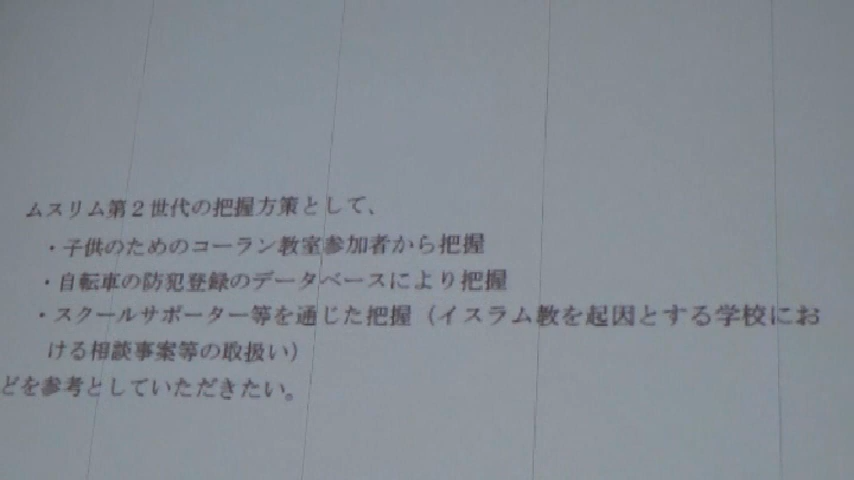 ムスリム第２世代の把握方策として、
・子供のためのコーラン教室参加者から把握
・自転車の防犯登録のデータベースにより把握
・スクールサポーター等を通じた把握（イスラム教を起因とする学校にお
ける相談事案等の取扱い）
どを参考としていただきたい。